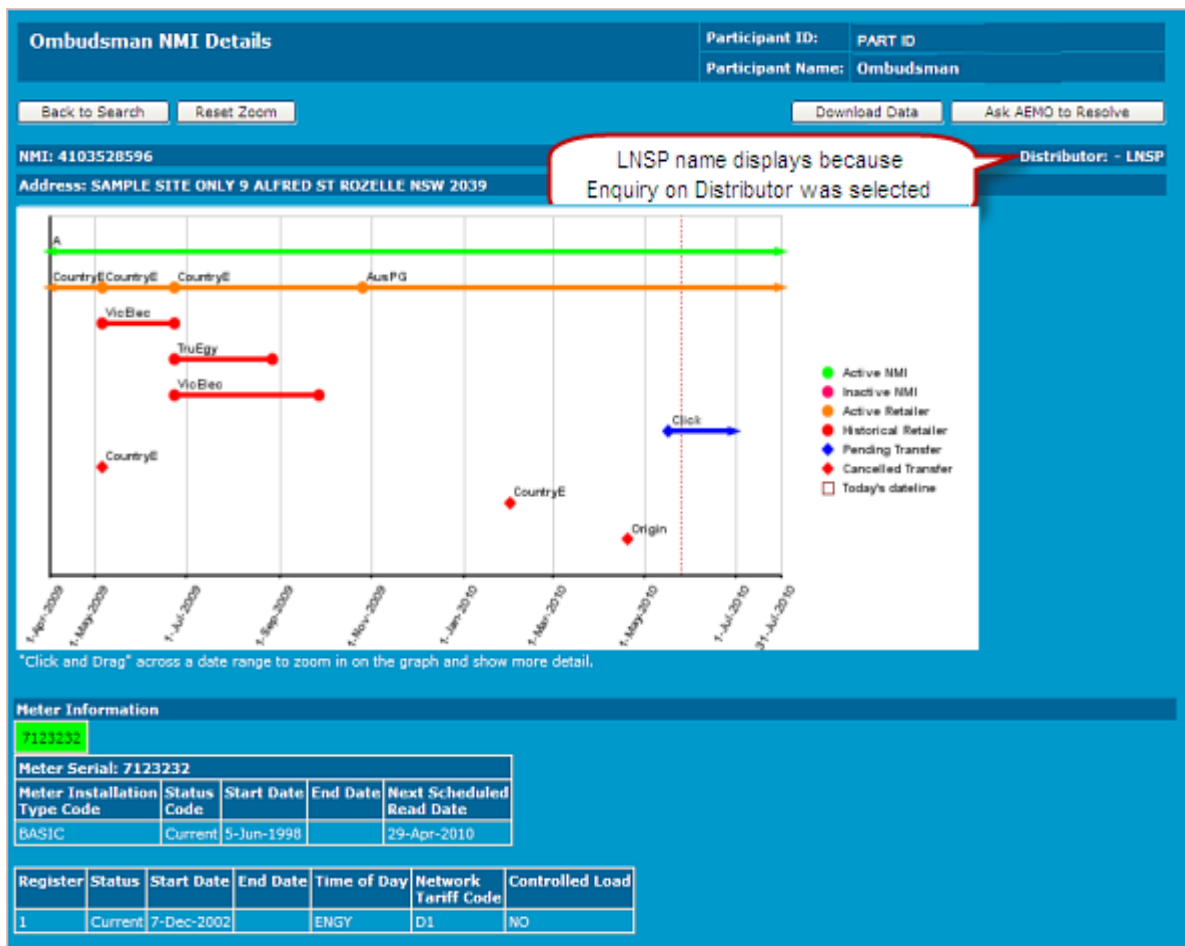 Ombudsman NMI Details
Participant ID: PART ID
Participant Name: Ombudsman
Back to Search Reset Zoom Download Data Ask AEMO to Resolve
NMI: 4103528596 Distributor: - LNSP
LNSP name displays because
Enquiry on Distributor was selected
Address: SAMPLE SITE ONLY 9 ALFRED ST ROZELLE NSW 2039
A
CountryE CountryE CountryE AusPG
VicElec
TruEgy
VicElec
Click
CountryE
CountryE
Origin
Active NMI
Inactive NMI
Active Retailer
Historical Retailer
Pending Transfer
Cancelled Transfer
Today's dateline
1-Apr-2009 1-May-2009 1-Jul-2009 1-Sep-2009 1-Nov-2009 1-Jan-2010 1-Mar-2010 1-May-2010 1-Jul-2010 31-Jul-2010
"Click and Drag" across a date range to zoom in on the graph and show more detail.
Meter Information
7123232
Meter Serial: 7123232
Meter Installation Type Code Status Code Start Date End Date Next Scheduled Read Date
BASIC Current 5-Jun-1998 29-Apr-2010
Register Status Start Date End Date Time of Day Network Tariff Code Controlled Load
1 Current 7-Dec-2002 ENGY D1 NO